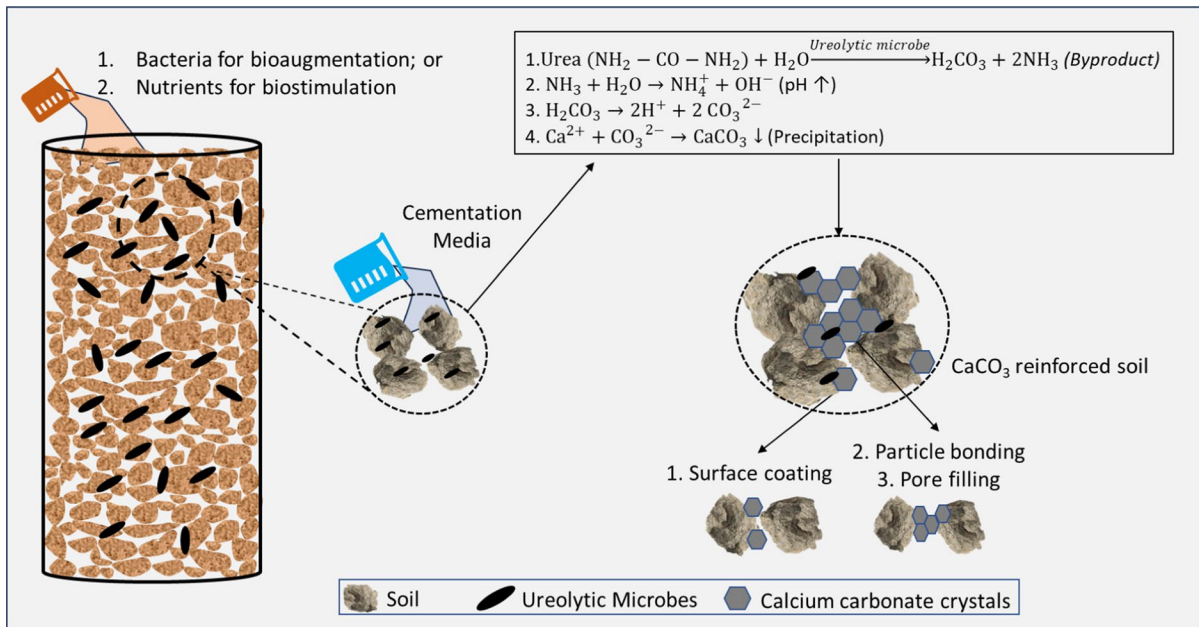 1. Bacteria for bioaugmentation; or
2. Nutrients for biostimulation
Ureolytic microbe
1.Urea (NH₂ − CO − NH₂) + H₂O → H₂CO₃ + 2NH₃ (Byproduct)
2. NH₃ + H₂O → NH₄⁺ + OH⁻ (pH ↑)
3. H₂CO₃ → 2H⁺ + 2 CO₃²⁻
4. Ca²⁺ + CO₃²⁻ → CaCO₃ ↓ (Precipitation)
Cementation
Media
CaCO₃ reinforced soil
1. Surface coating
2. Particle bonding
3. Pore filling
Soil
Ureolytic Microbes
Calcium carbonate crystals